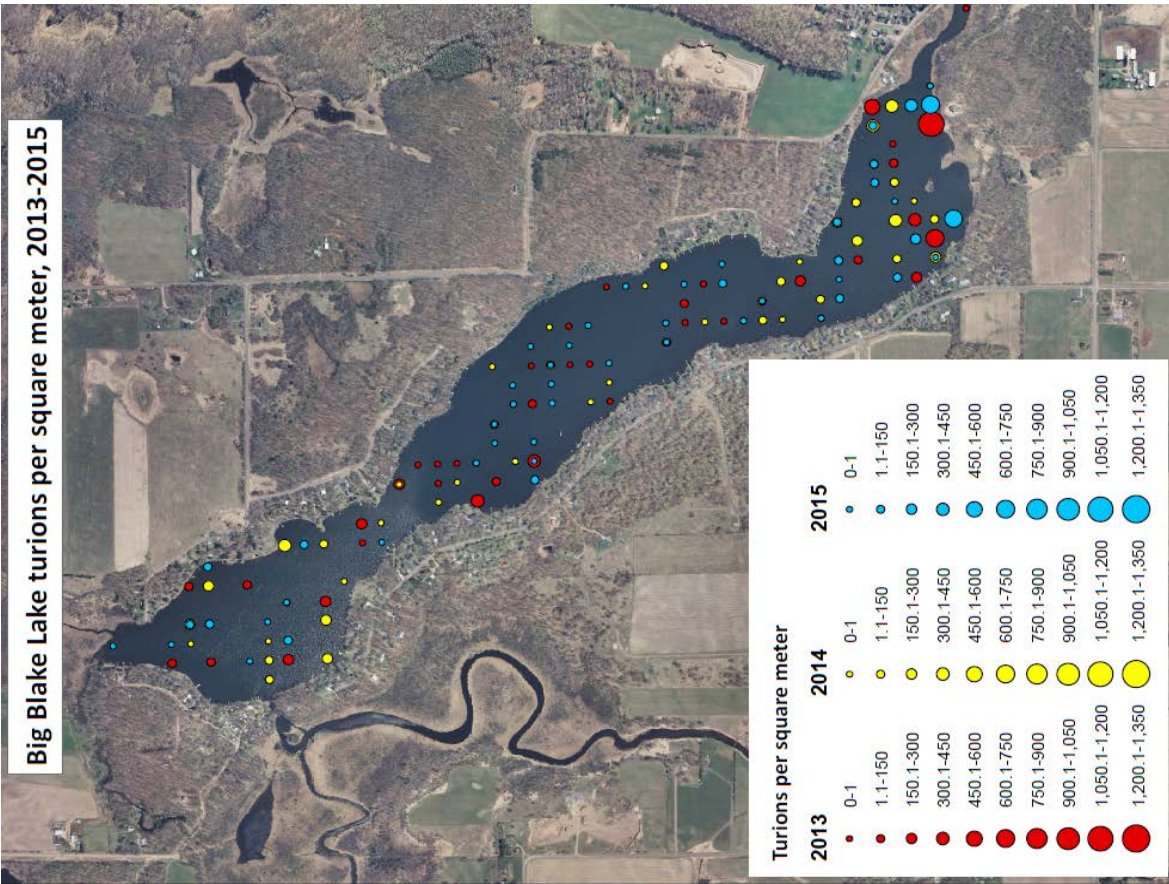 Big Blake Lake turions per square meter, 2013-2015
Turions per square meter
2013 2014 2015
0-1 0-1 0-1
1.1-150 1.1-150 1.1-150
150.1-300 150.1-300 150.1-300
300.1-450 300.1-450 300.1-450
450.1-600 450.1-600 450.1-600
600.1-750 600.1-750 600.1-750
750.1-900 750.1-900 750.1-900
900.1-1,050 900.1-1,050 900.1-1,050
1,050.1-1,200 1,050.1-1,200 1,050.1-1,200
1,200.1-1,350 1,200.1-1,350 1,200.1-1,350